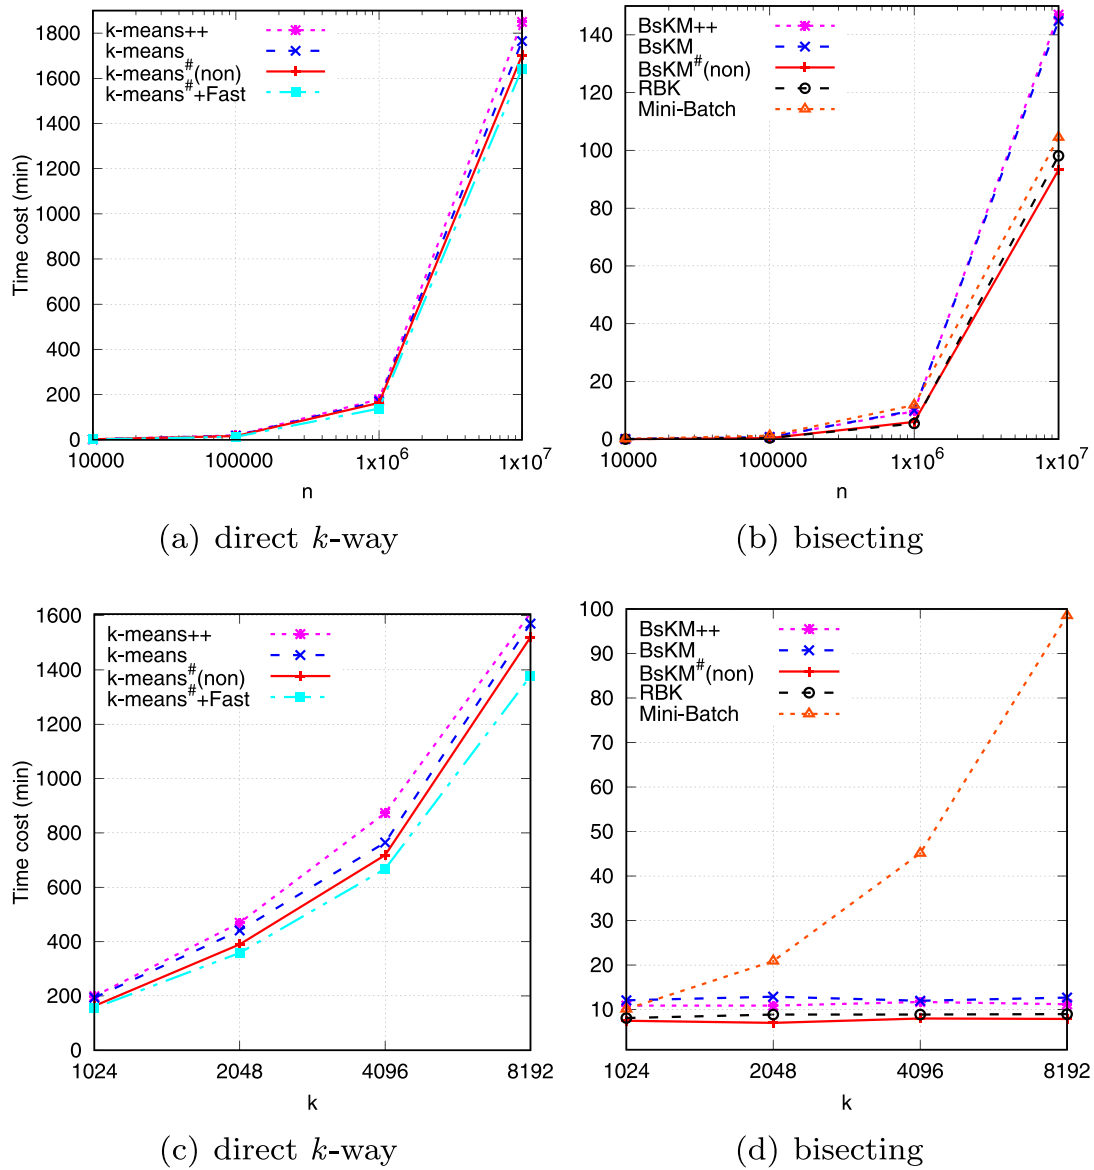 Time cost (min)
1800
1600
1400
1200
1000
800
600
400
200
0
k-means++
k-means
k-means#(non)
k-means#+Fast
10000 100000 1x10^6 1x10^7
n
(a) direct k-way
140
120
100
80
60
40
20
0
BsKM++
BsKM
BsKM#(non)
RBK
Mini-Batch
10000 100000 1x10^6 1x10^7
n
(b) bisecting
Time cost (min)
1600
1400
1200
1000
800
600
400
200
0
k-means++
k-means
k-means#(non)
k-means#+Fast
1024 2048 4096 8192
k
(c) direct k-way
100
90
80
70
60
50
40
30
20
10
BsKM++
BsKM
BsKM#(non)
RBK
Mini-Batch
1024 2048 4096 8192
k
(d) bisecting